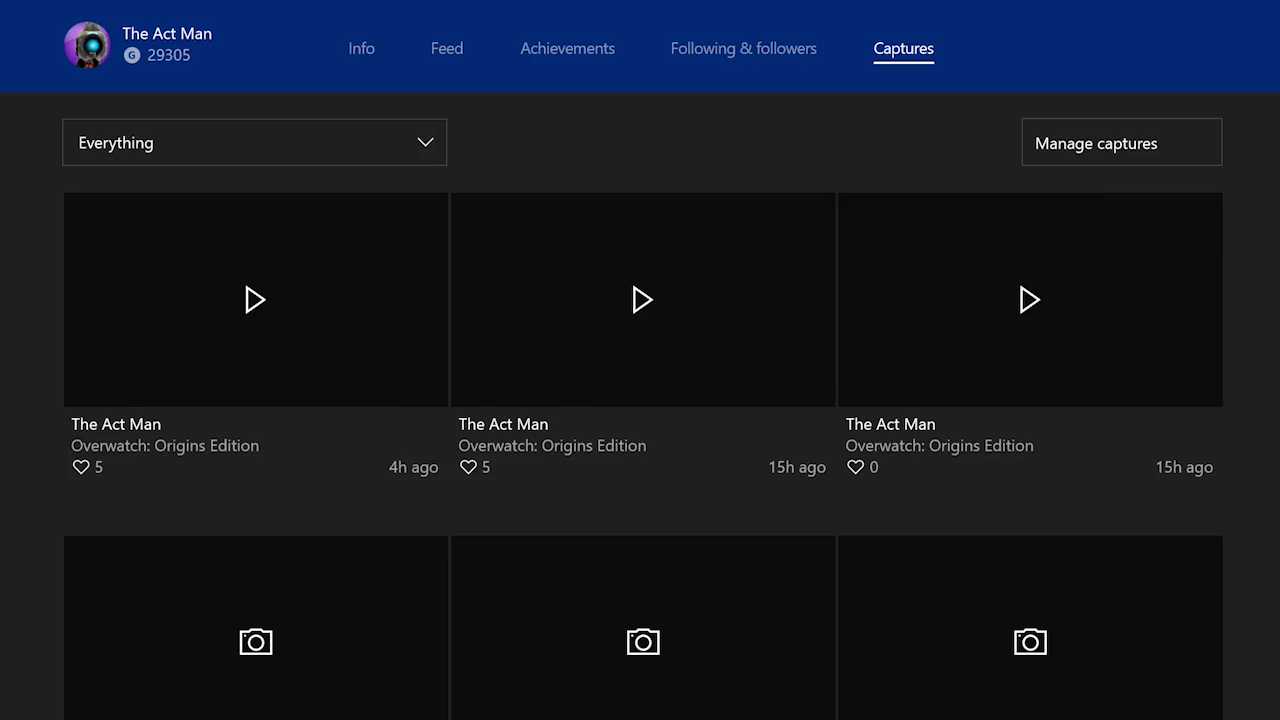 The Act Man
G 29305
Info
Feed
Achievements
Following & followers
Captures
Everything
Manage captures
The Act Man
Overwatch: Origins Edition
5
4h ago
The Act Man
Overwatch: Origins Edition
5
15h ago
The Act Man
Overwatch: Origins Edition
0
15h ago